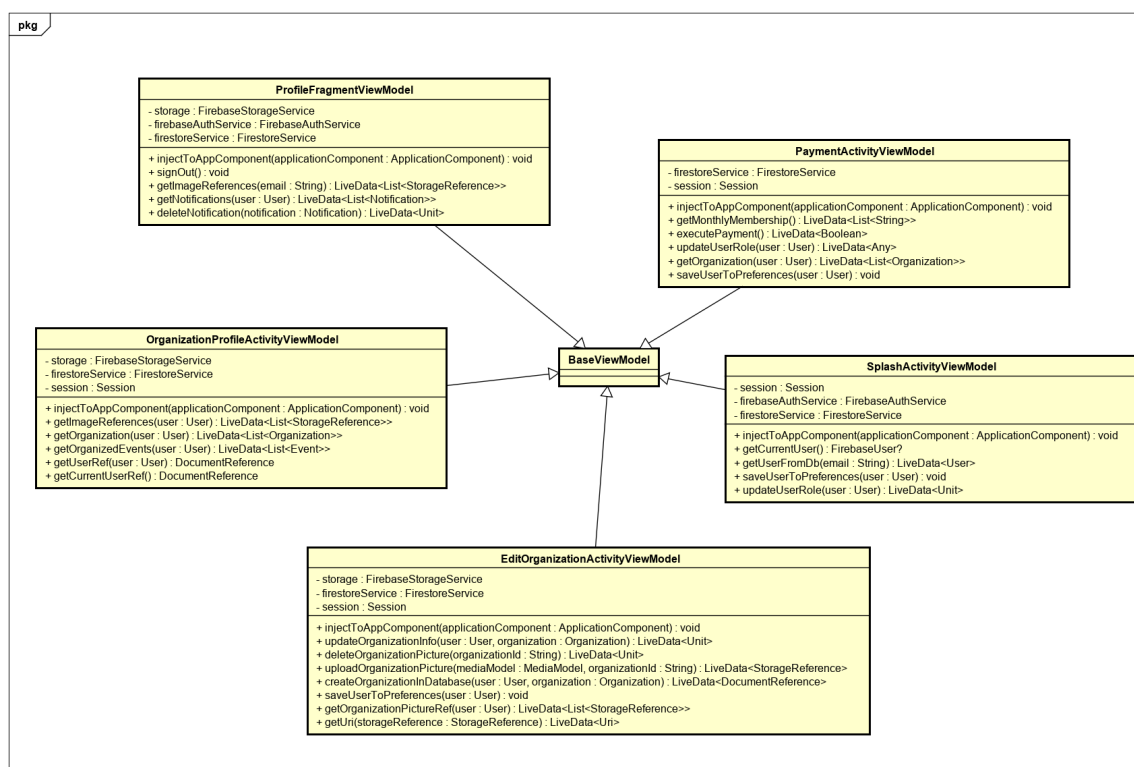 pkg
ProfileFragmentViewModel
- storage : FirebaseStorageService
- firebaseAuthService : FirebaseAuthService
- firestoreService : FirestoreService
+ injectToAppComponent(applicationComponent : ApplicationComponent) : void
+ signOut() : void
+ getImageReferences(email : String) : LiveData<List<StorageReference>>
+ getNotifications(user : User) : LiveData<List<Notification>>
+ deleteNotification(notification : Notification) : LiveData<Unit>
PaymentActivityViewModel
- firestoreService : FirestoreService
- session : Session
+ injectToAppComponent(applicationComponent : ApplicationComponent) : void
+ getMonthlyMembership() : LiveData<List<String>>
+ executePayment() : LiveData<Boolean>
+ updateUserRole(user : User) : LiveData<Any>
+ getOrganization(user : User) : LiveData<List<Organization>>
+ saveUserToPreferences(user : User) : void
OrganizationProfileActivityViewModel
- storage : FirebaseStorageService
- firestoreService : FirestoreService
- session : Session
+ injectToAppComponent(applicationComponent : ApplicationComponent) : void
+ getImageReferences(user : User) : LiveData<List<StorageReference>>
+ getOrganization(user : User) : LiveData<List<Organization>>
+ getOrganizedEvents(user : User) : LiveData<List<Event>>
+ getUserRef(user : User) : DocumentReference
+ getCurrentUserRef() : DocumentReference
BaseViewModel
SplashActivityViewModel
- session : Session
- firebaseAuthService : FirebaseAuthService
- firestoreService : FirestoreService
+ injectToAppComponent(applicationComponent : ApplicationComponent) : void
+ getCurrentUser() : FirebaseUser?
+ getUserFromDb(email : String) : LiveData<User>
+ saveUserToPreferences(user : User) : void
+ updateUserRole(user : User) : LiveData<Unit>
EditOrganizationActivityViewModel
- storage : FirebaseStorageService
- firestoreService : FirestoreService
- session : Session
+ injectToAppComponent(applicationComponent : ApplicationComponent) : void
+ updateOrganizationInfo(user : User, organization : Organization) : LiveData<Unit>
+ deleteOrganizationPicture(organizationId : String) : LiveData<Unit>
+ uploadOrganizationPicture(mediaModel : MediaModel, organizationId : String) : LiveData<StorageReference>
+ createOrganizationInDatabase(user : User, organization : Organization) : LiveData<DocumentReference>
+ saveUserToPreferences(user : User) : void
+ getOrganizationPictureRef(user : User) : LiveData<List<StorageReference>>
+ getUri(storageReference : StorageReference) : LiveData<Uri>